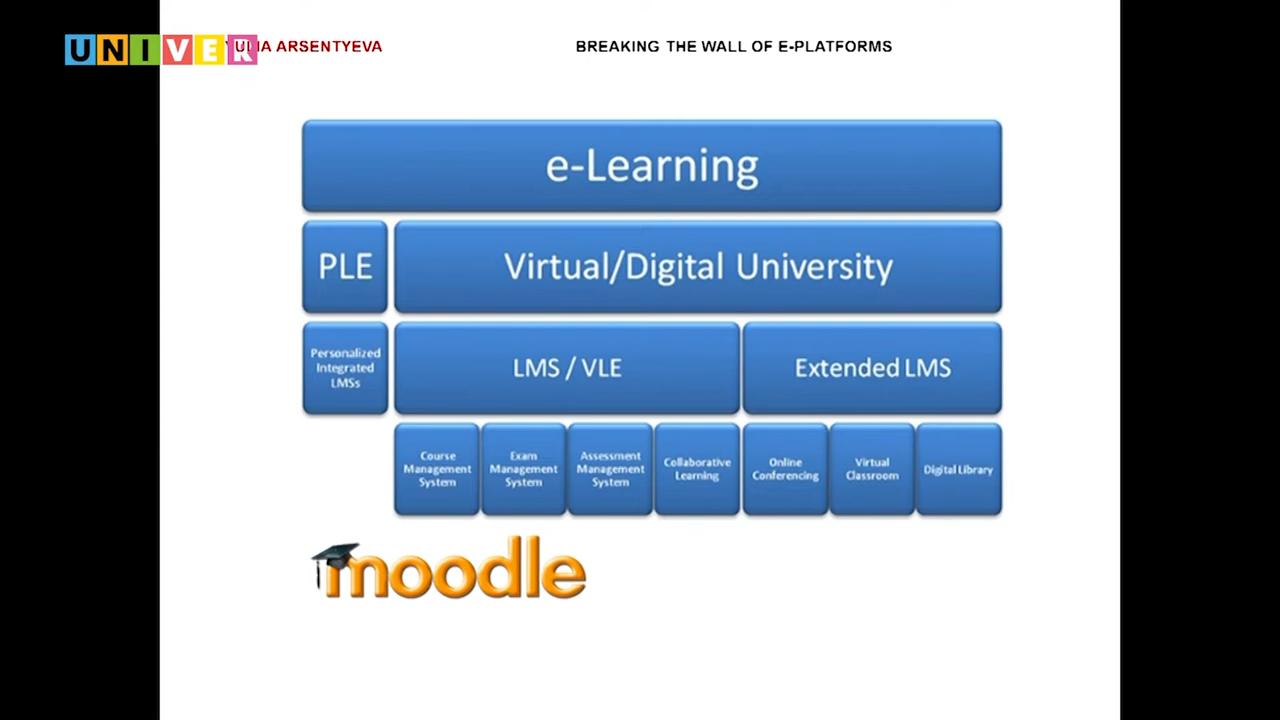 UNIVER
ARSENTYEVA
BREAKING THE WALL OF E-PLATFORMS
e-Learning
PLE
Virtual/Digital University
Personalized
Integrated
LMSs
LMS / VLE
Extended LMS
Course
Management
System
Exam
Management
System
Assessment
Management
System
Collaborative
Learning
Online
Conferencing
Virtual
Classroom
Digital Library
moodle